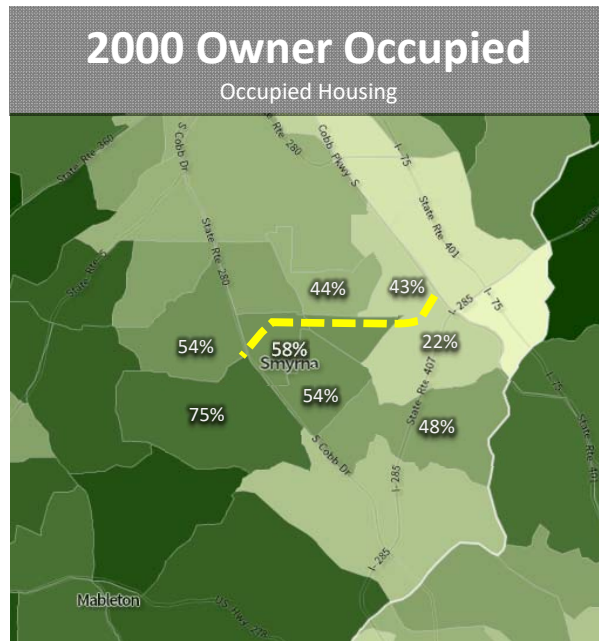 2000 Owner Occupied
Occupied Housing
State Rte 360
S Cobb Dr
State Rte 280
Cobb Pkwy S
I- 75
State Rte 401
State Rte 5
State Rte 280
44%
43%
I- 285
I- 75
54%
58%
22%
Smyrna
State Rte 407
54%
75%
48%
S Cobb Dr
I-285
I- 75
State Rte 401
I-285
Mableton
US Hwy 278